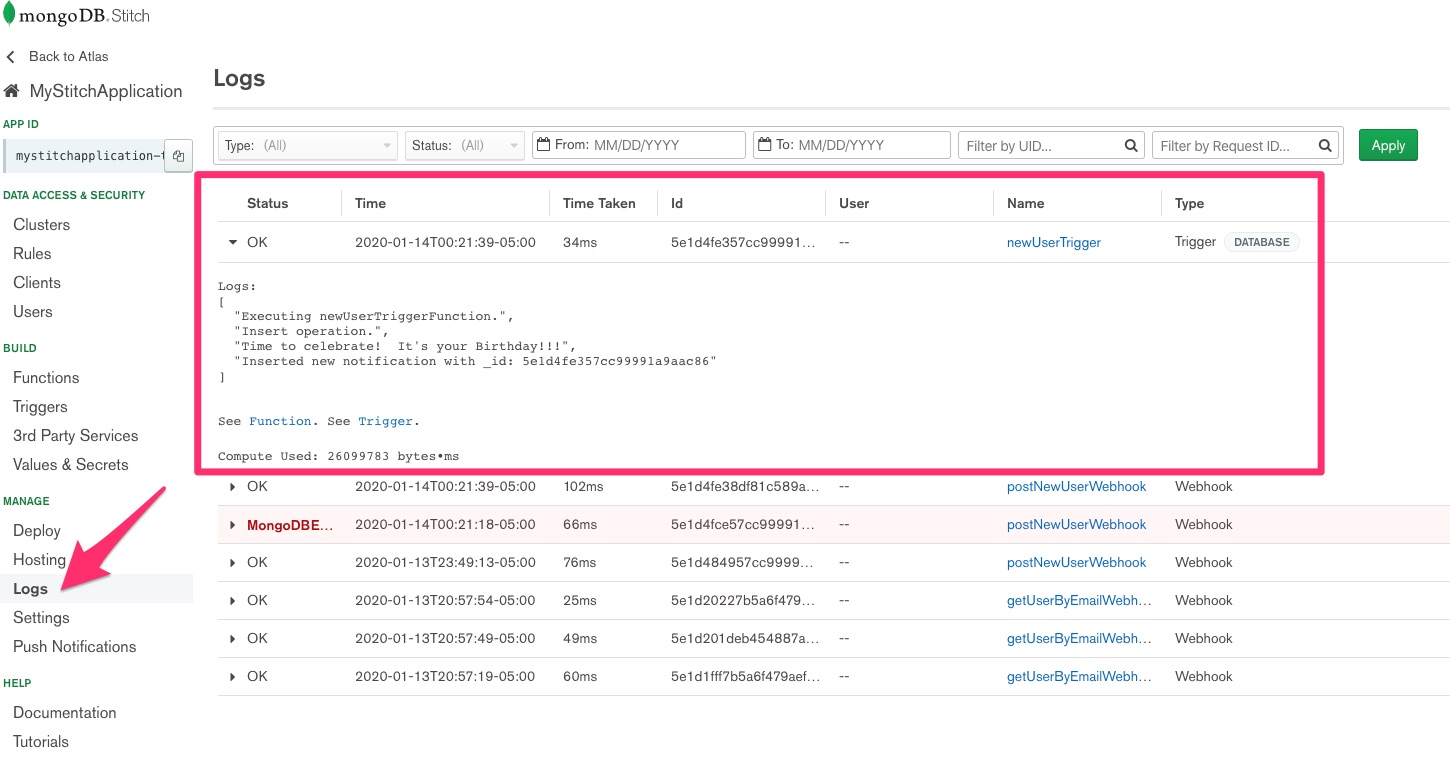 mongoDB.Stitch
Back to Atlas
MyStitchApplication
APP ID
mystitchapplication-t
DATA ACCESS & SECURITY
Clusters
Rules
Clients
Users
BUILD
Functions
Triggers
3rd Party Services
Values & Secrets
MANAGE
Deploy
Hosting
Logs
Settings
Push Notifications
HELP
Documentation
Tutorials
Logs
Type: (All) Status: (All) From: MM/DD/YYYY To: MM/DD/YYYY Filter by UID... Filter by Request ID... Apply
Status Time Time Taken Id User Name Type
OK 2020-01-14T00:21:39-05:00 34ms 5e1d4fe357cc99991... -- newUserTrigger Trigger DATABASE
Logs:
[
"Executing newUserTriggerFunction.",
"Insert operation.",
"Time to celebrate!  It's your Birthday!!!",
"Inserted new notification with _id: 5e1d4fe357cc99991a9aac86"
]
See Function. See Trigger.
Compute Used: 26099783 bytes•ms
OK 2020-01-14T00:21:39-05:00 102ms 5e1d4fe38df81c589a... -- postNewUserWebhook Webhook
MongoDBE... 2020-01-14T00:21:18-05:00 66ms 5e1d4fce57cc99991... -- postNewUserWebhook Webhook
OK 2020-01-13T23:49:13-05:00 76ms 5e1d484957cc9999... -- postNewUserWebhook Webhook
OK 2020-01-13T20:57:54-05:00 25ms 5e1d20227b5a6f479... -- getUserByEmailWebh... Webhook
OK 2020-01-13T20:57:49-05:00 49ms 5e1d201deb454887a... -- getUserByEmailWebh... Webhook
OK 2020-01-13T20:57:19-05:00 60ms 5e1d1fff7b5a6f479aef... -- getUserByEmailWebh... Webhook